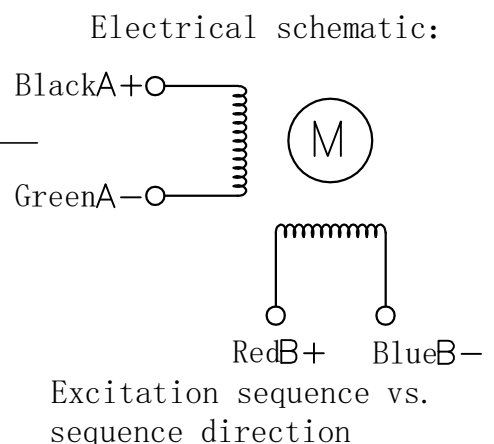 Electrical schematic:
BlackA+
M
GreenA-
RedB+ BlueB-
Excitation sequence vs.
sequence direction